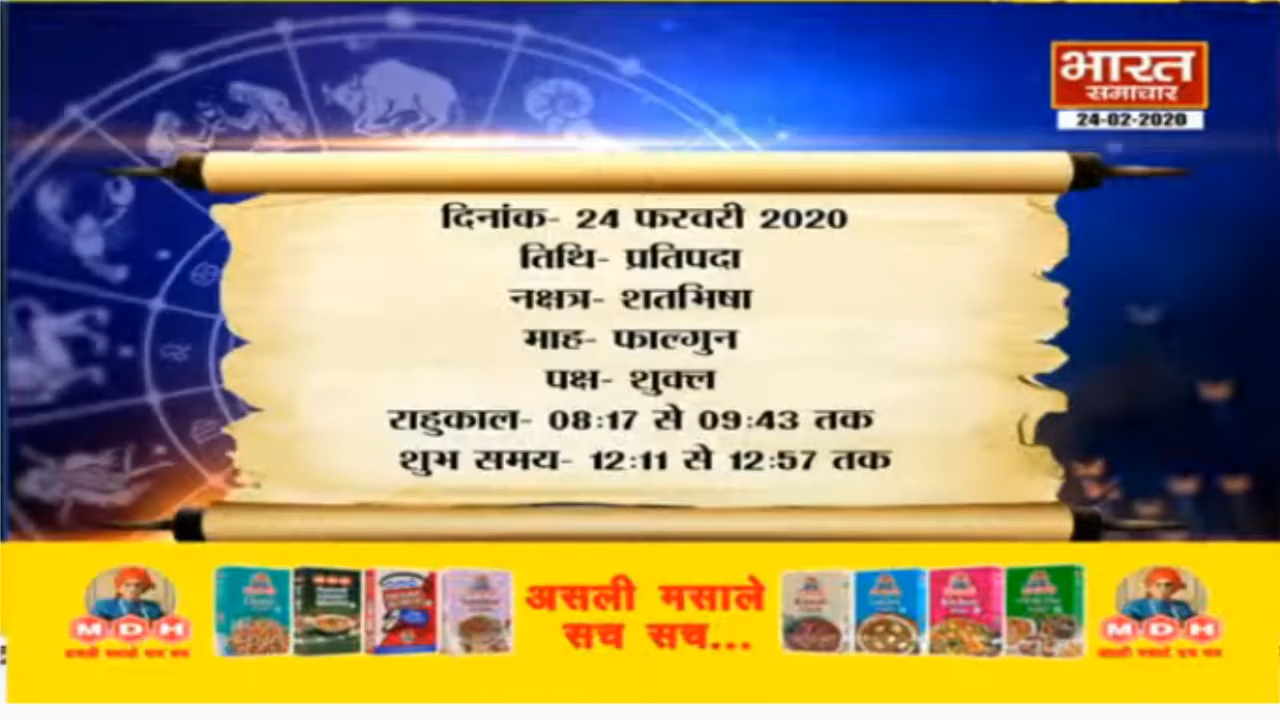 भारत
समाचार
24-02-2020
दिनांक- 24 फरवरी 2020
तिथि- प्रतिपदा
नक्षत्र- शतभिषा
माह- फाल्गुन
पक्ष- शुक्ल
राहुकाल- 08:17 से 09:43 तक
शुभ समय- 12:11 से 12:57 तक
असली मसाले
सच सच...
MDH
MDH